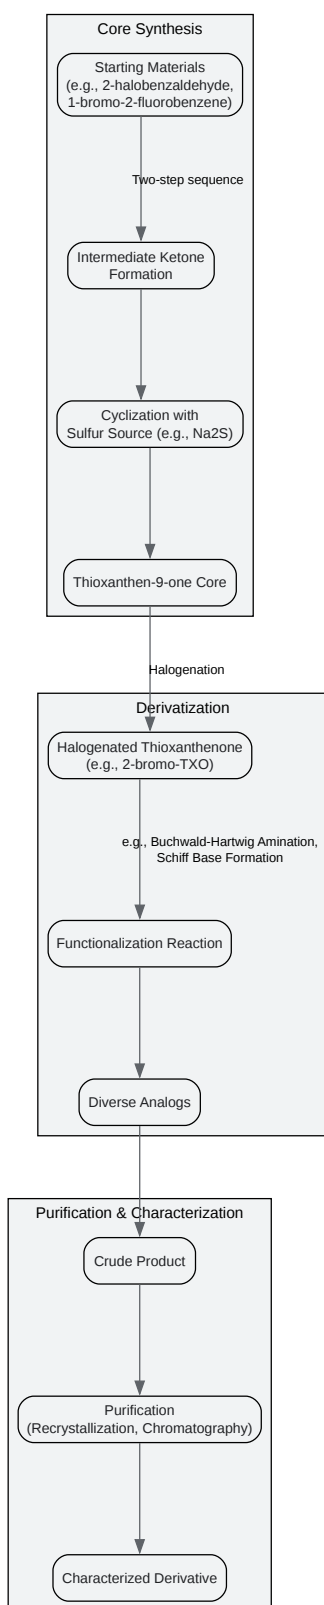 Core Synthesis
Starting Materials
(e.g., 2-halobenzaldehyde,
1-bromo-2-fluorobenzene)
Two-step sequence
Intermediate Ketone
Formation
Cyclization with
Sulfur Source (e.g., Na2S)
Thioxanthen-9-one Core
Halogenation
Derivatization
Halogenated Thioxanthenone
(e.g., 2-bromo-TXO)
e.g., Buchwald-Hartwig Amination,
Schiff Base Formation
Functionalization Reaction
Diverse Analogs
Purification & Characterization
Crude Product
Purification
(Recrystallization, Chromatography)
Characterized Derivative